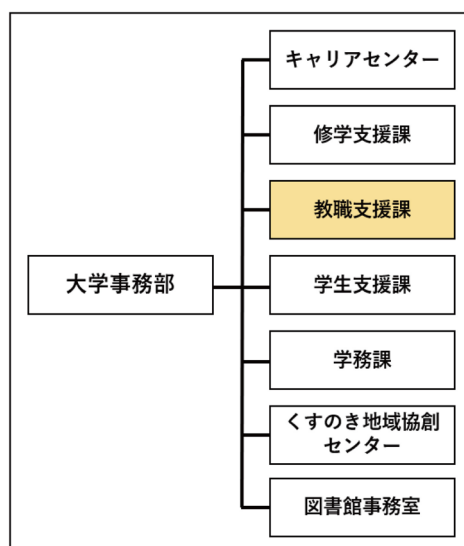 大学事務部
キャリアセンター
修学支援課
教職支援課
学生支援課
学務課
くすのき地域協創
センター
図書館事務室